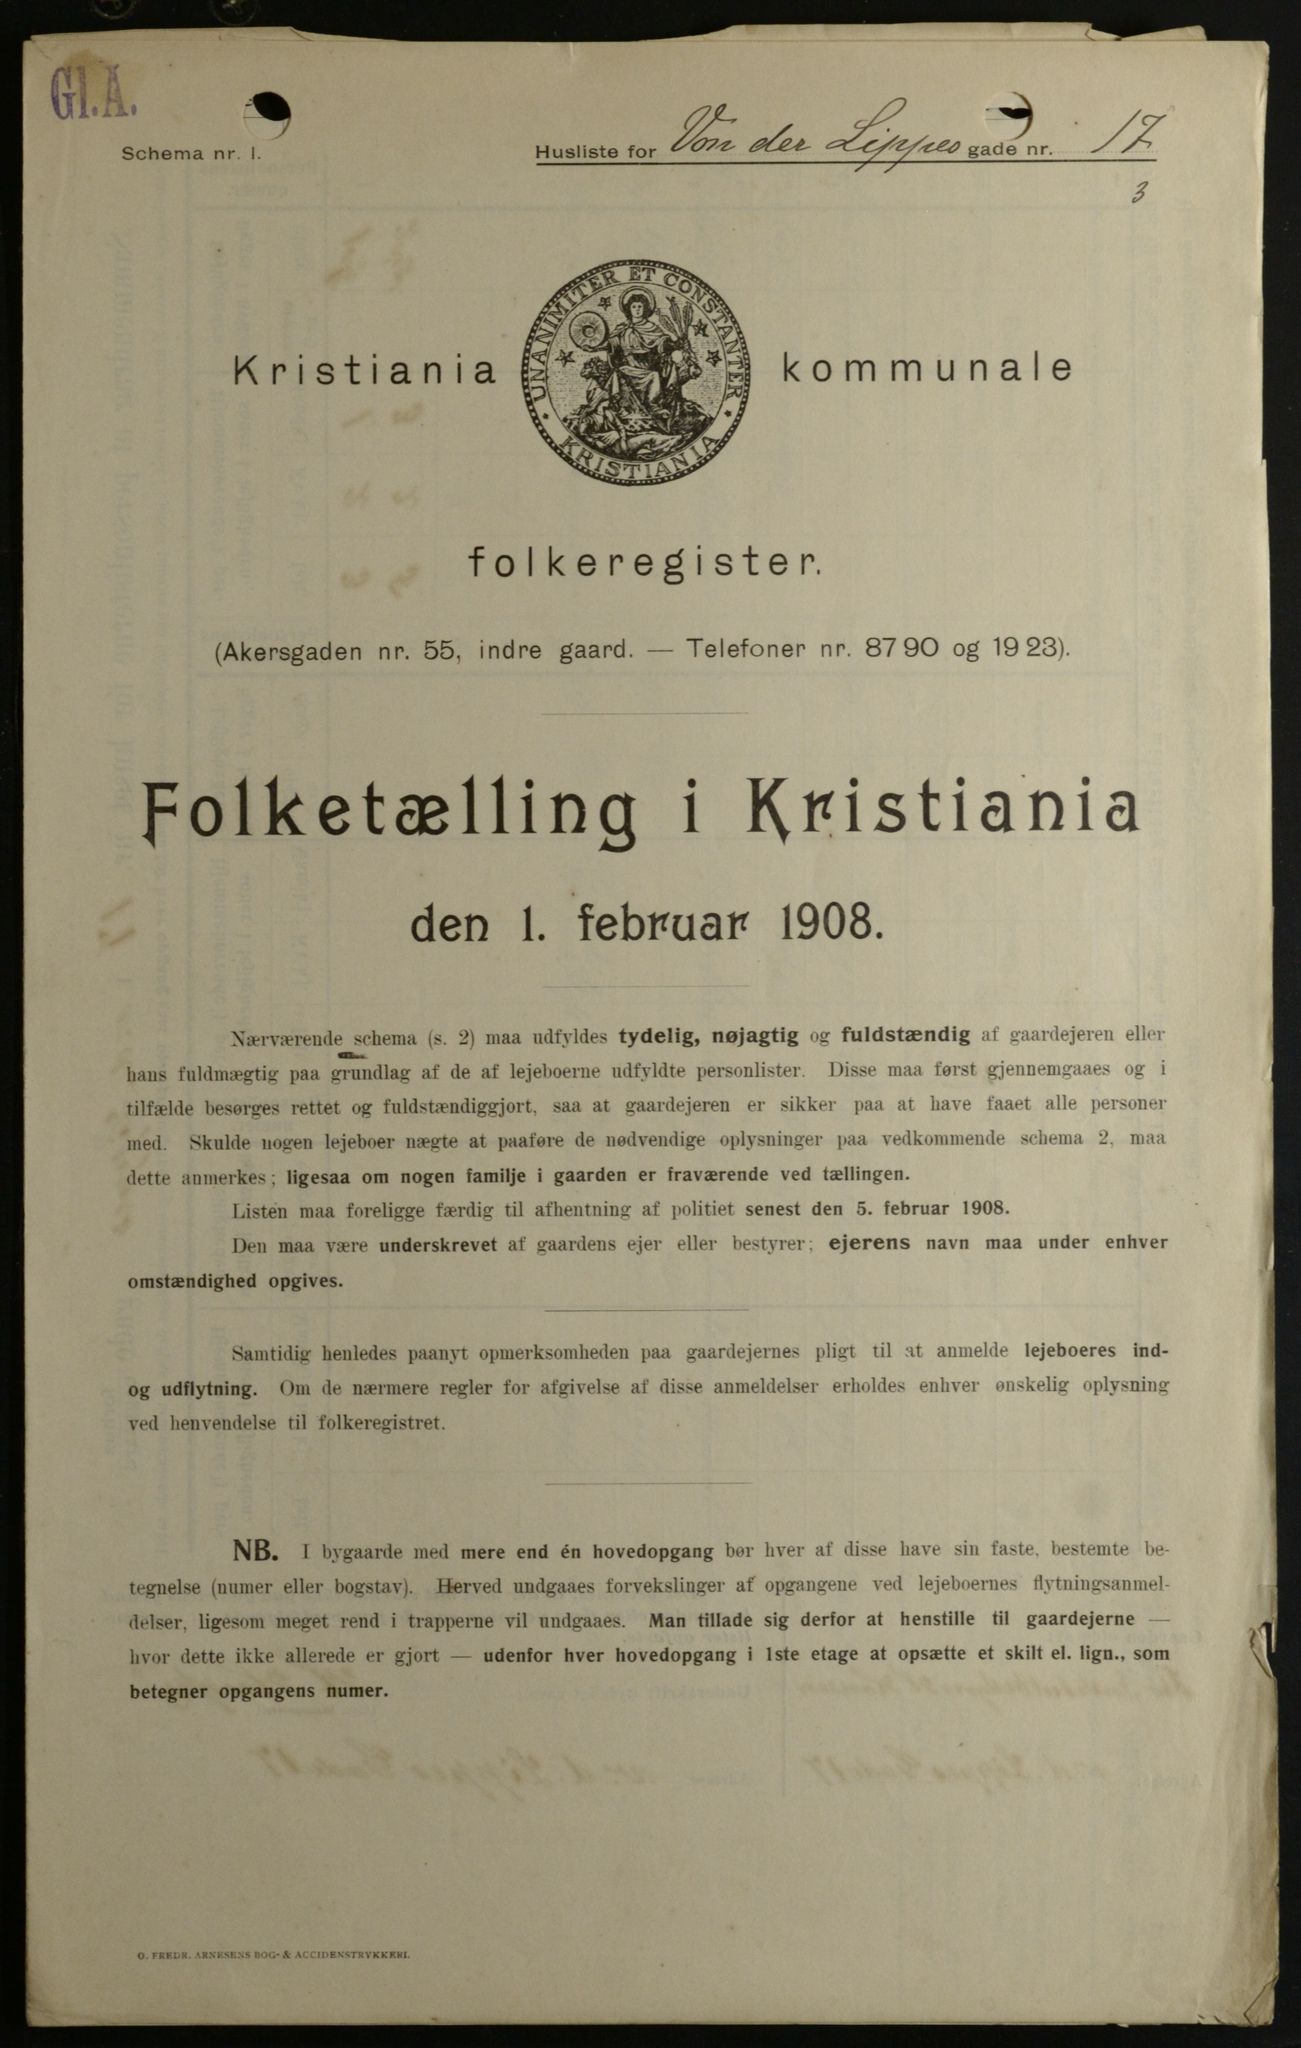 Gl. A.
Schema nr. 1.
Husliste for Von der Lippes gade nr. 17
3
UNANIMITER ET CONSTANTER
KRISTIANIA
Kristiania kommunale
folkeregister.
(Akersgaden nr. 55, indre gaard. — Telefoner nr. 87 90 og 19 23).
Folketælling i Kristiania
den 1. februar 1908.
Nærværende schema (s. 2) maa udfyldes tydelig, nøjagtig og fuldstændig af gaardejeren eller
hans fuldmægtig paa grundlag af de af lejeboerne udfyldte personlister. Disse maa først gjennemgaaes og i
tilfælde besørges rettet og fuldstændiggjort, saa at gaardejeren er sikker paa at have faaet alle personer
med. Skulde nogen lejeboer nægte at paaføre de nødvendige oplysninger paa vedkommende schema 2, maa
dette anmerkes; ligesaa om nogen familje i gaarden er fraværende ved tællingen.
Listen maa foreligge færdig til afhentning af politiet senest den 5. februar 1908.
Den maa være underskrevet af gaardens ejer eller bestyrer; ejerens navn maa under enhver
omstændighed opgives.
Samtidig henledes paanyt opmerksomheden paa gaardejernes pligt til at anmelde lejeboeres ind-
og udflytning. Om de nærmere regler for afgivelse af disse anmeldelser erholdes enhver ønskelig oplysning
ved henvendelse til folkeregistret.
NB. I bygaarde med mere end én hovedopgang bør hver af disse have sin faste, bestemte be-
tegnelse (numer eller bogstav). Herved undgaaes forvekslinger af opgangene ved lejeboernes flytningsanmel-
delser, ligesom meget rend i trapperne vil undgaaes. Man tillade sig derfor at henstille til gaardejerne —
hvor dette ikke allerede er gjort — udenfor hver hovedopgang i 1ste etage at opsætte et skilt el. lign., som
betegner opgangens numer.
O. FREDR. ARNESENS BOG- & ACCIDENSTRYKKERI.